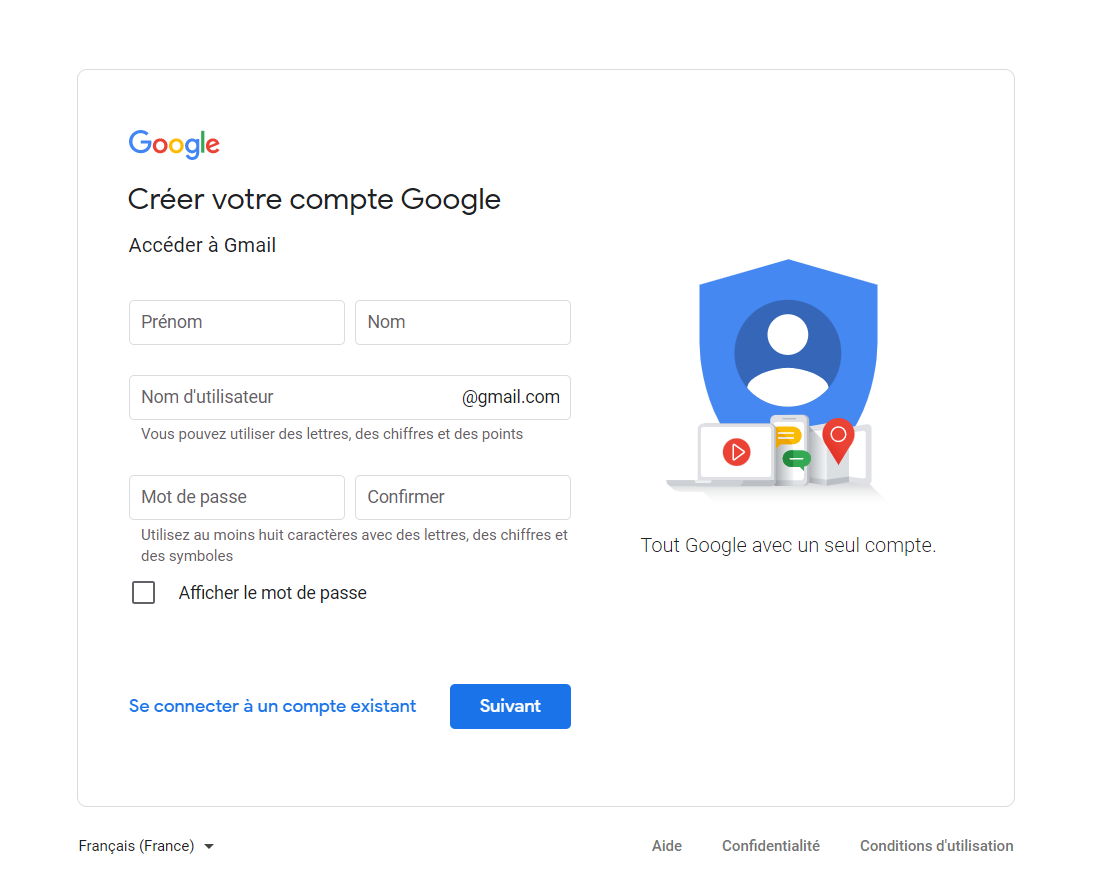 Google
Créer votre compte Google
Accéder à Gmail
Prénom
Nom
Nom d'utilisateur
@gmail.com
Vous pouvez utiliser des lettres, des chiffres et des points
Mot de passe
Confirmer
Utilisez au moins huit caractères avec des lettres, des chiffres et
des symboles
Afficher le mot de passe
Se connecter à un compte existant
Suivant
Tout Google avec un seul compte.
Français (France)
Aide
Confidentialité
Conditions d'utilisation